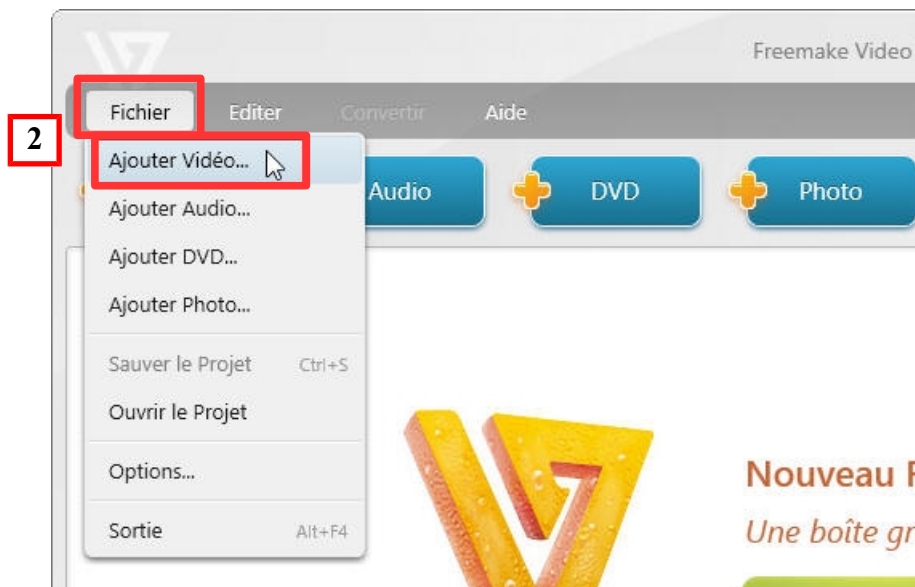 Freemake Video
Fichier Editer Convertir Aide
2
Ajouter Vidéo...
Audio DVD Photo
Ajouter Audio...
Ajouter DVD...
Ajouter Photo...
Sauver le Projet Ctrl+S
Ouvrir le Projet
Options...
Nouveau
Sortie Alt+F4
Une boîte gr